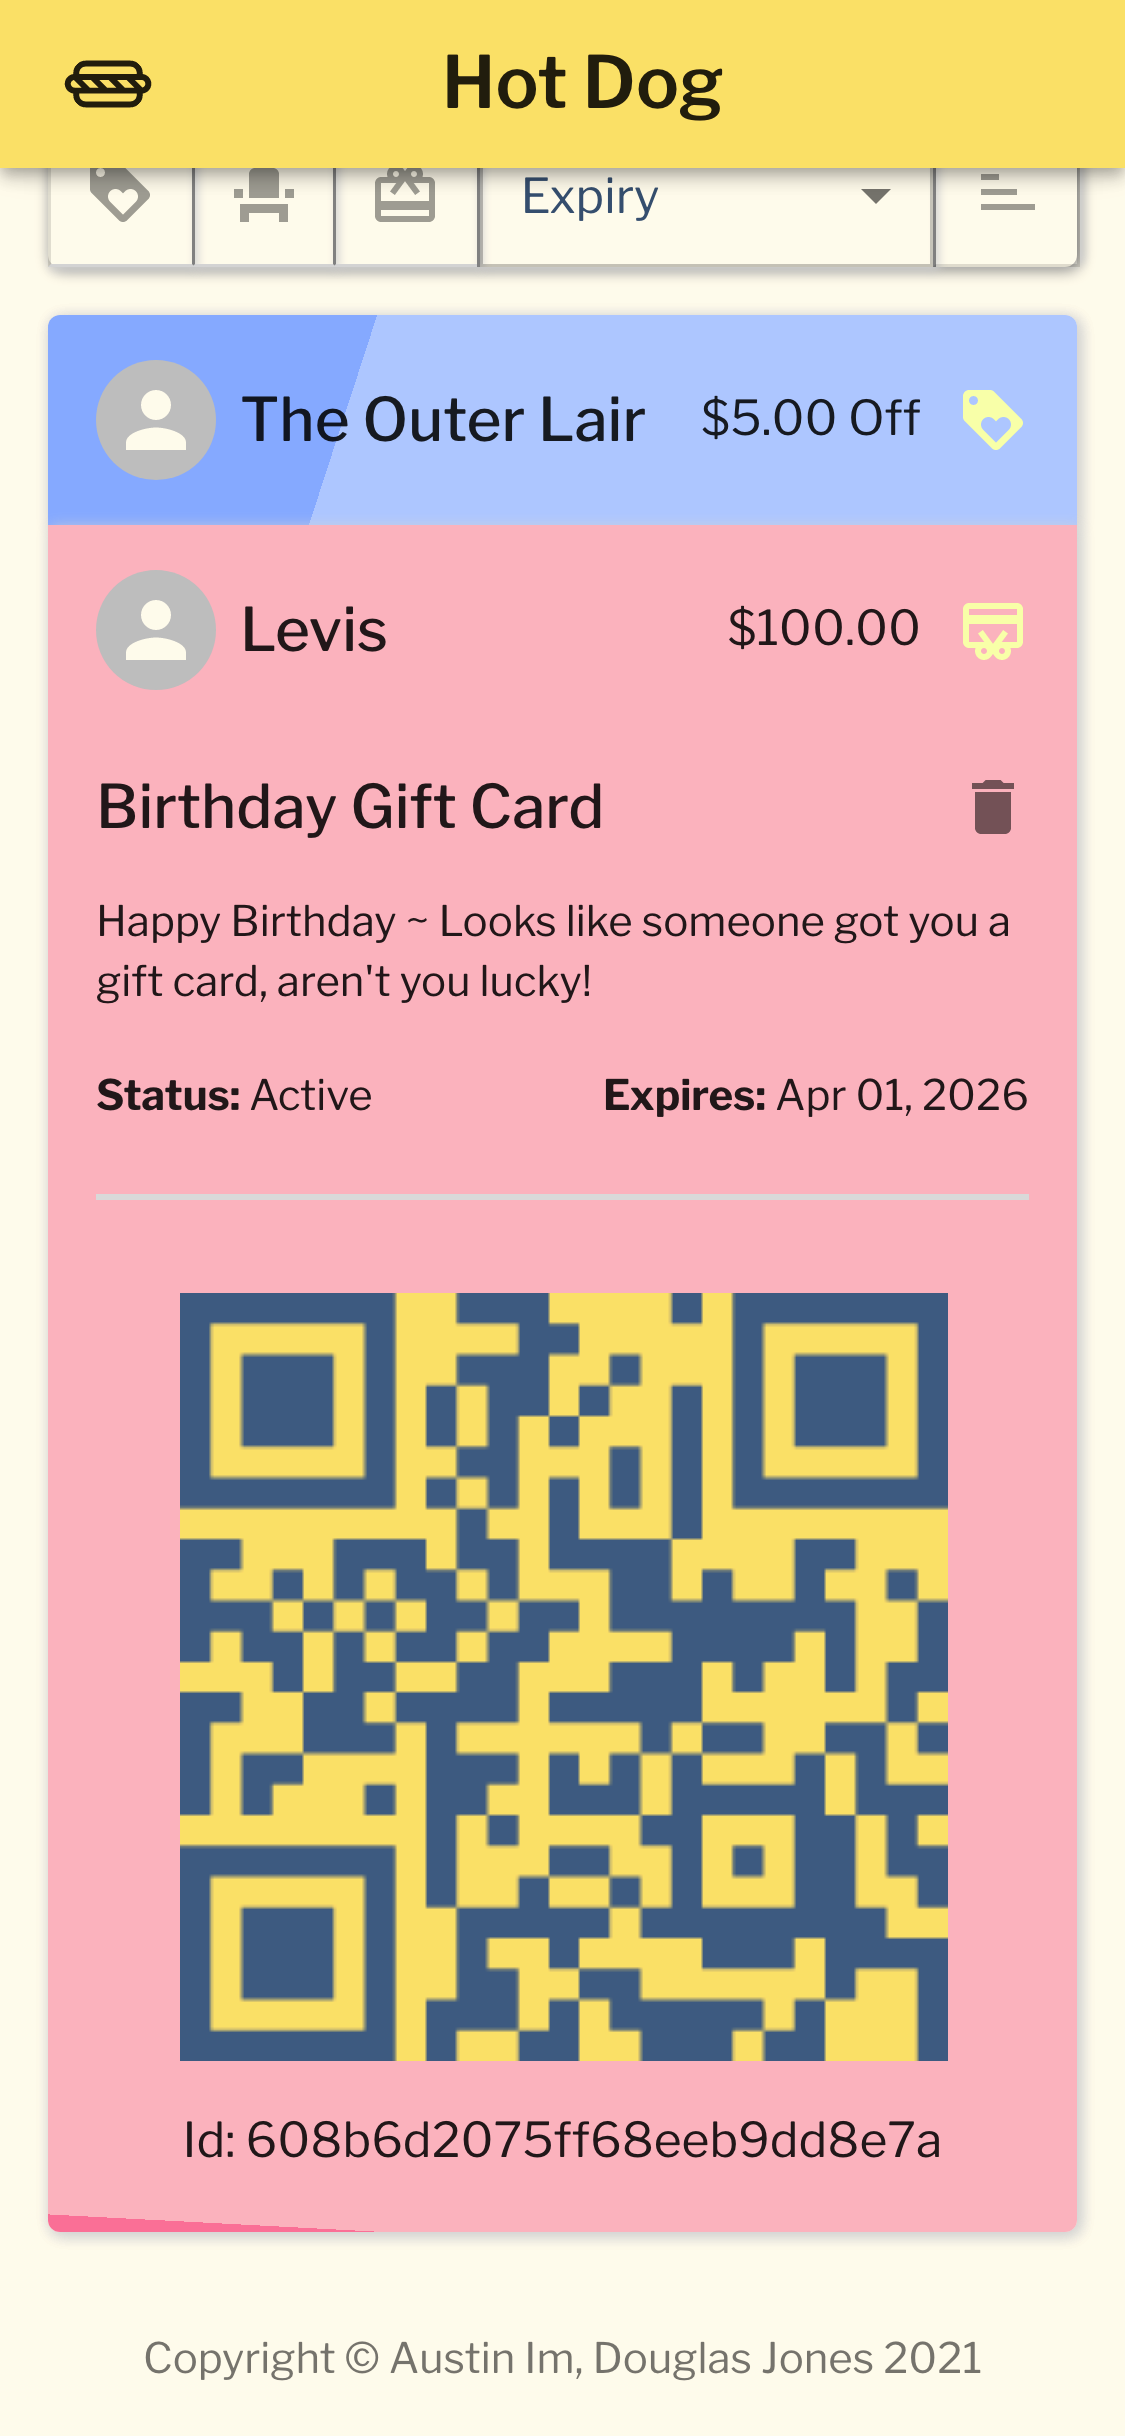 Hot Dog
Expiry
The Outer Lair $5.00 Off
Levis $100.00
Birthday Gift Card
Happy Birthday ~ Looks like someone got you a
gift card, aren't you lucky!
Status: Active Expires: Apr 01, 2026
Id: 608b6d2075ff68eeb9dd8e7a
Copyright © Austin Im, Douglas Jones 2021